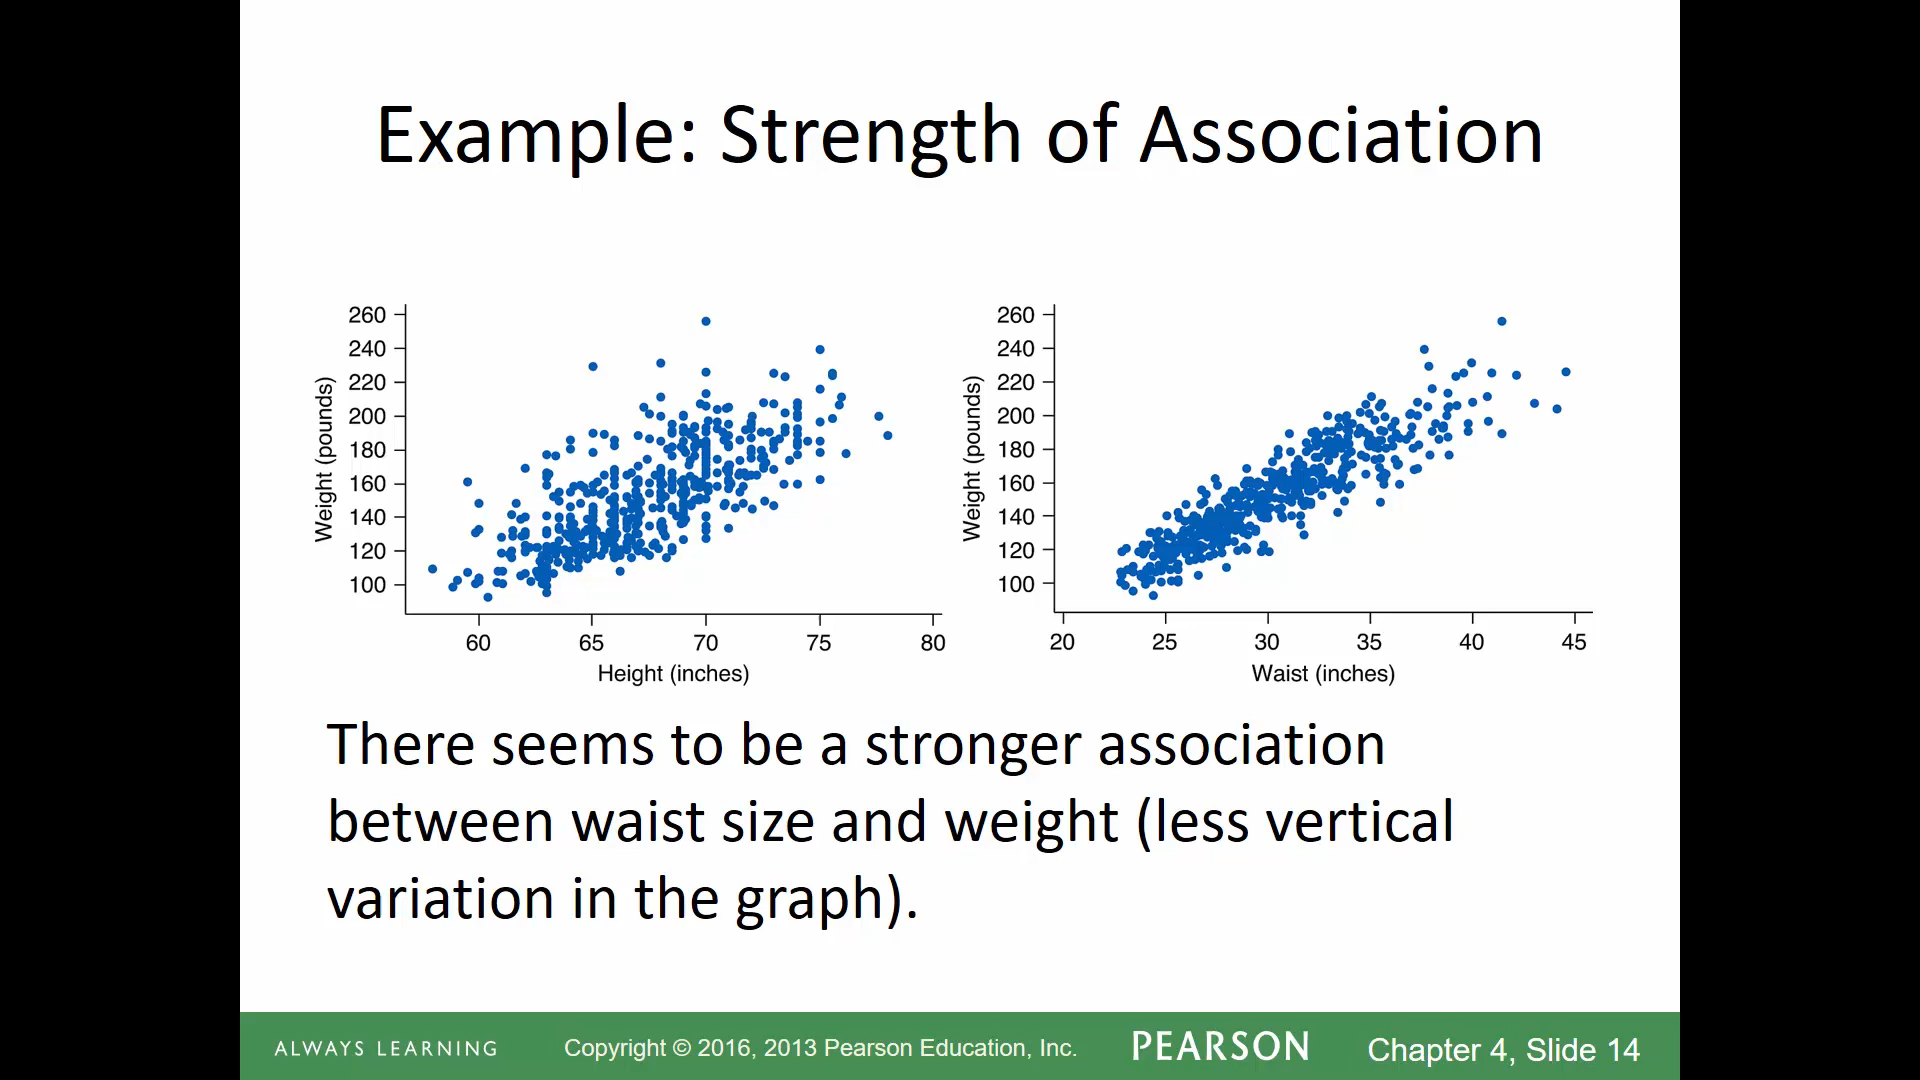 Example: Strength of Association
260
240
220
200
180
160
140
120
100
Weight (pounds)
60 65 70 75 80
Height (inches)
260
240
220
200
180
160
140
120
100
Weight (pounds)
20 25 30 35 40 45
Waist (inches)
There seems to be a stronger association
between waist size and weight (less vertical
variation in the graph).
ALWAYS LEARNING Copyright © 2016, 2013 Pearson Education, Inc. PEARSON Chapter 4, Slide 14